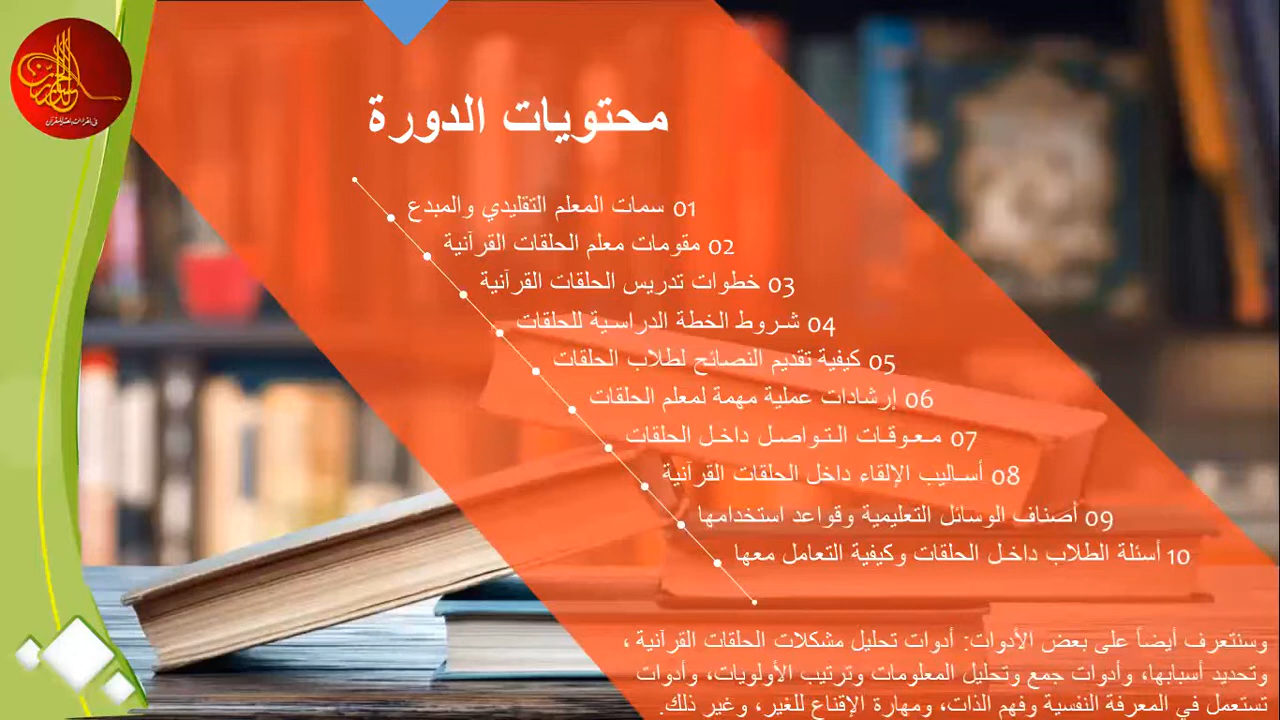 محتويات الدورة
01 سمات المعلم التقليدي والمبدع
02 مقومات معلم الحلقات القرآنية
03 خطوات تدريس الحلقات القرآنية
04 شروط الخطة الدراسية للحلقات
05 كيفية تقديم النصائح لطلاب الحلقات
06 إرشادات عملية مهمة لمعلم الحلقات
07 معوقات التواصل داخل الحلقات
08 أساليب الإلقاء داخل الحلقات القرآنية
09 أصناف الوسائل التعليمية وقواعد استخدامها
10 أسئلة الطلاب داخل الحلقات وكيفية التعامل معها
وسنتعرف أيضاً على بعض الأدوات: أدوات تحليل مشكلات الحلقات القرآنية ،
وتحديد أسبابها، وأدوات جمع وتحليل المعلومات وترتيب الأولويات، وأدوات
تستعمل في المعرفة النفسية وفهم الذات، ومهارة الإقناع للغير، وغير ذلك.